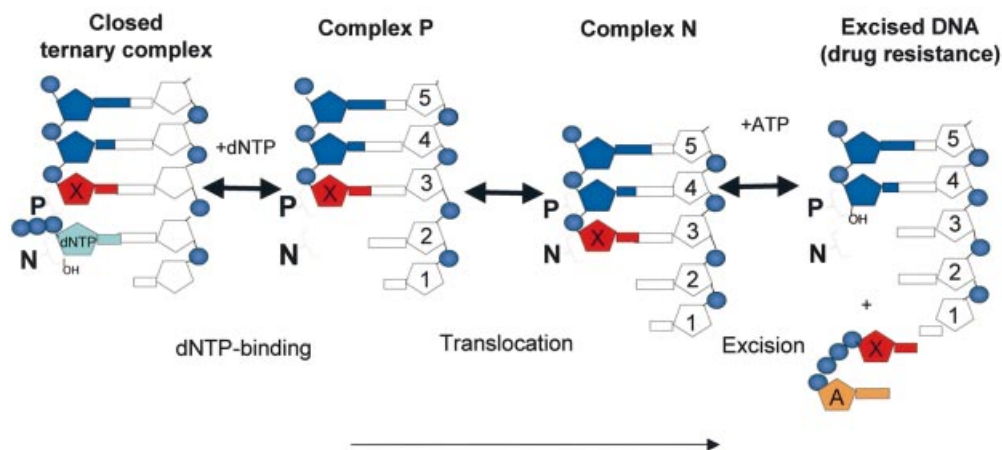 Closed
ternary complex
Complex P
Complex N
Excised DNA
(drug resistance)
+dNTP
+ATP
X
P
dNTP
N
OH
5
4
X
3
P
2
N
1
5
4
P
X
3
N
2
1
5
4
P
OH
3
N
2
1
+
X
A
dNTP-binding
Translocation
Excision